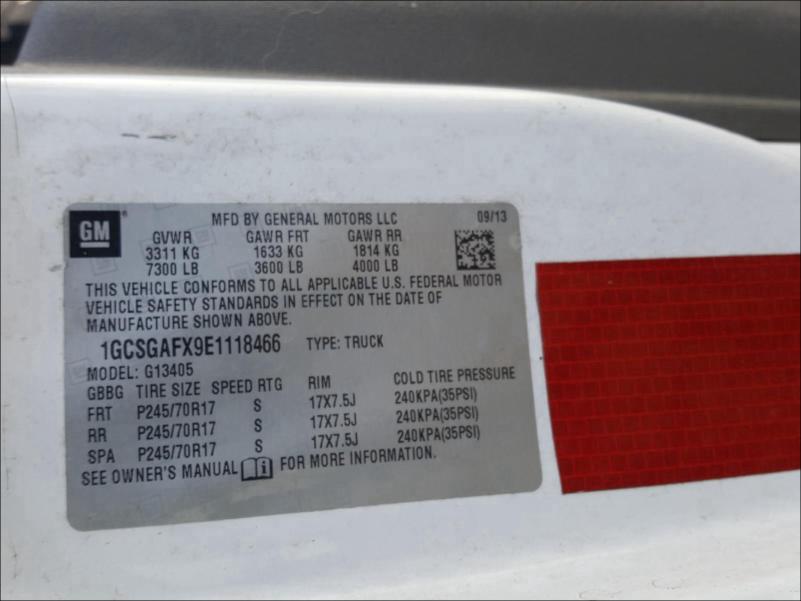 GM MFD BY GENERAL MOTORS LLC 09/13
GVWR GAWR FRT GAWR RR
3311 KG 1633 KG 1814 KG
7300 LB 3600 LB 4000 LB
THIS VEHICLE CONFORMS TO ALL APPLICABLE U.S. FEDERAL MOTOR
VEHICLE SAFETY STANDARDS IN EFFECT ON THE DATE OF
MANUFACTURE SHOWN ABOVE.
1GCSGAFX9E1118466 TYPE: TRUCK
MODEL: G13405
GBBG TIRE SIZE SPEED RTG RIM COLD TIRE PRESSURE
FRT P245/70R17 S 17X7.5J 240KPA(35PSI)
RR P245/70R17 S 17X7.5J 240KPA(35PSI)
SPA P245/70R17 S 17X7.5J 240KPA(35PSI)
SEE OWNER'S MANUAL FOR MORE INFORMATION.